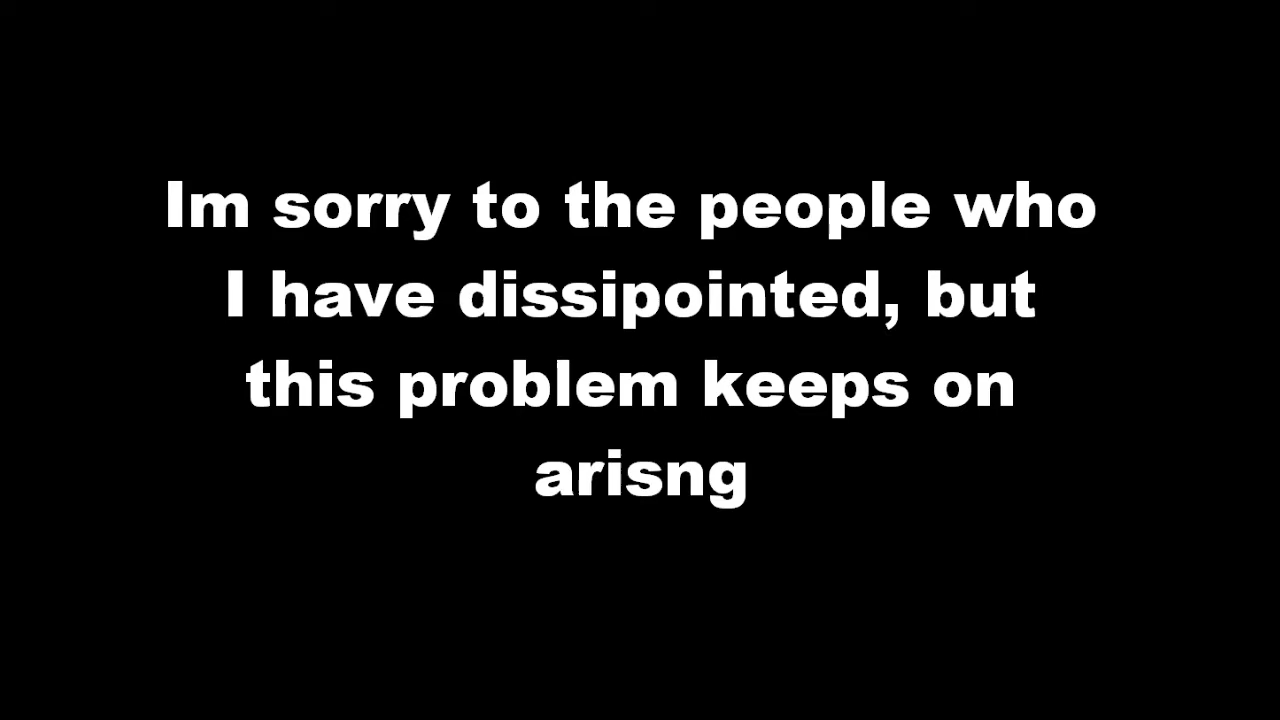 Im sorry to the people who
I have dissipointed, but
this problem keeps on
arisng